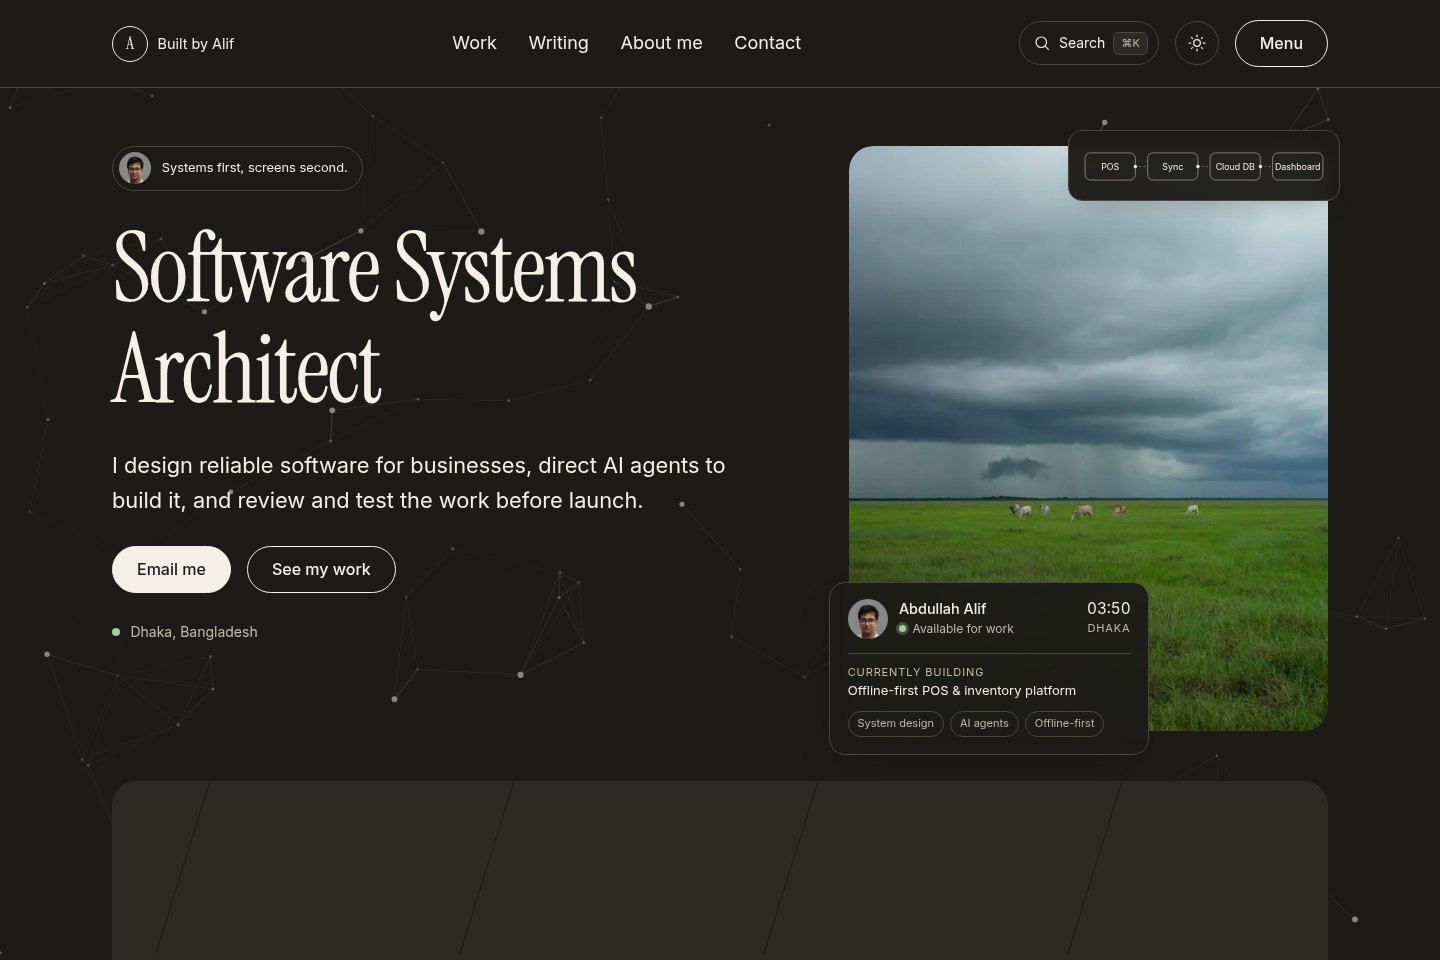 A
Built by Alif
Work
Writing
About me
Contact
Search
⌘K
Menu
Systems first, screens second.
Software Systems
Architect
I design reliable software for businesses, direct AI agents to
build it, and review and test the work before launch.
Email me
See my work
Dhaka, Bangladesh
POS
Sync
Cloud DB
Dashboard
Abdullah Alif
03:50
Available for work
DHAKA
CURRENTLY BUILDING
Offline-first POS & inventory platform
System design
AI agents
Offline-first